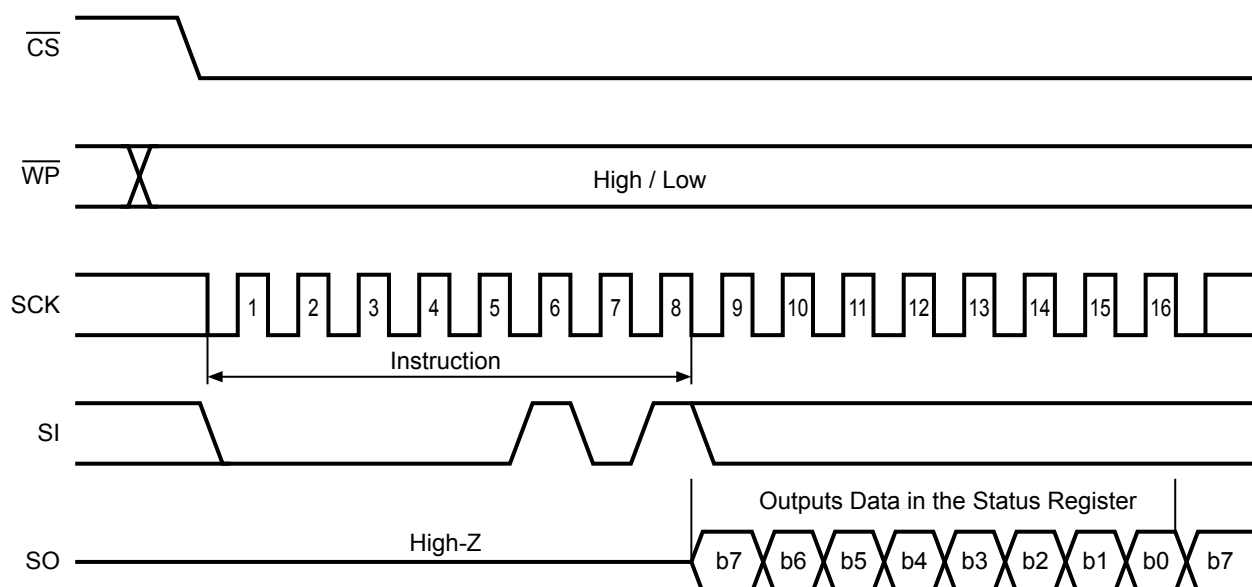 C̅S̅
W̅P̅ High / Low
SCK 1 2 3 4 5 6 7 8 9 10 11 12 13 14 15 16
Instruction
SI
Outputs Data in the Status Register
High-Z
SO b7 b6 b5 b4 b3 b2 b1 b0 b7